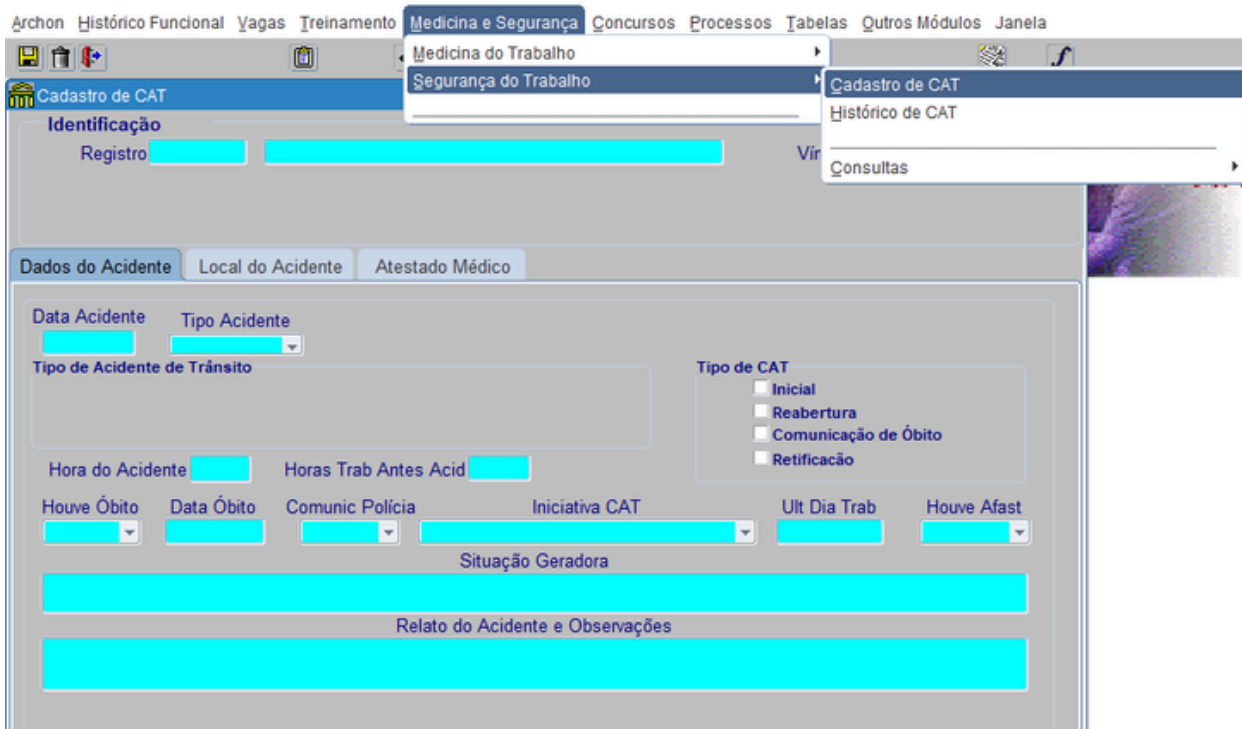 Archon Histórico Funcional Vagas Treinamento Medicina e Segurança Concursos Processos Tabelas Outros Módulos Janela
Medicina do Trabalho
Segurança do Trabalho
Cadastro de CAT
Histórico de CAT
Consultas
Cadastro de CAT
Identificação
Registro
Dados do Acidente Local do Acidente Atestado Médico
Data Acidente Tipo Acidente
Tipo de Acidente de Trânsito Tipo de CAT
Inicial
Reabertura
Comunicação de Óbito
Retificacão
Hora do Acidente Horas Trab Antes Acid
Houve Óbito Data Óbito Comunic Polícia Iniciativa CAT Ult Dia Trab Houve Afast
Situação Geradora
Relato do Acidente e Observações